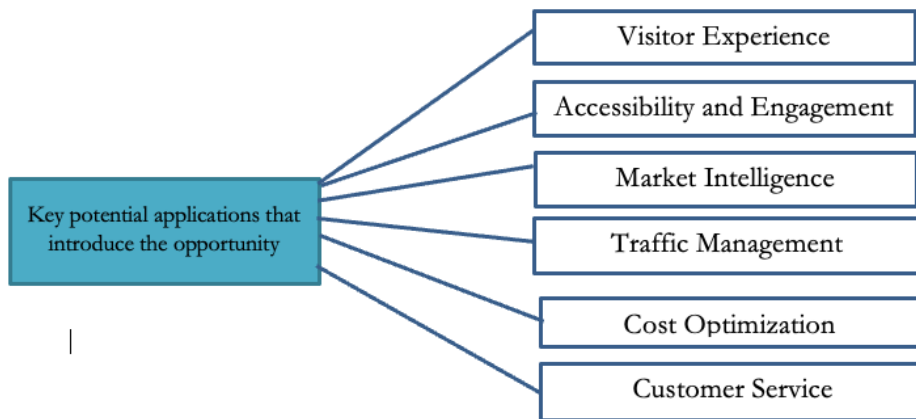 Visitor Experience
Accessibility and Engagement
Market Intelligence
Key potential applications that
introduce the opportunity
Traffic Management
Cost Optimization
Customer Service